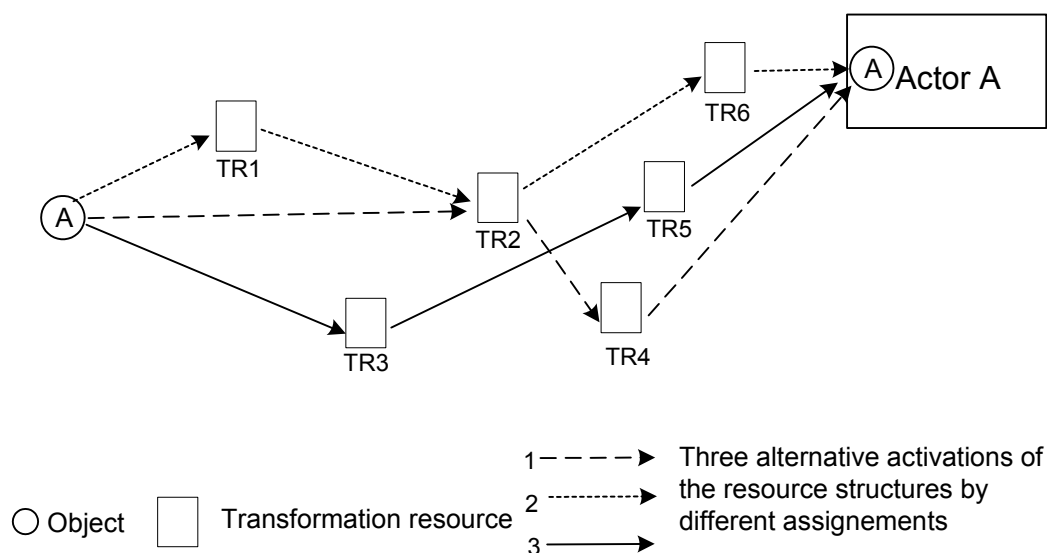 A Actor A
TR6
TR1
A
TR2
TR5
TR3
TR4
1 Three alternative activations of
2 the resource structures by
3 different assignements
Object Transformation resource